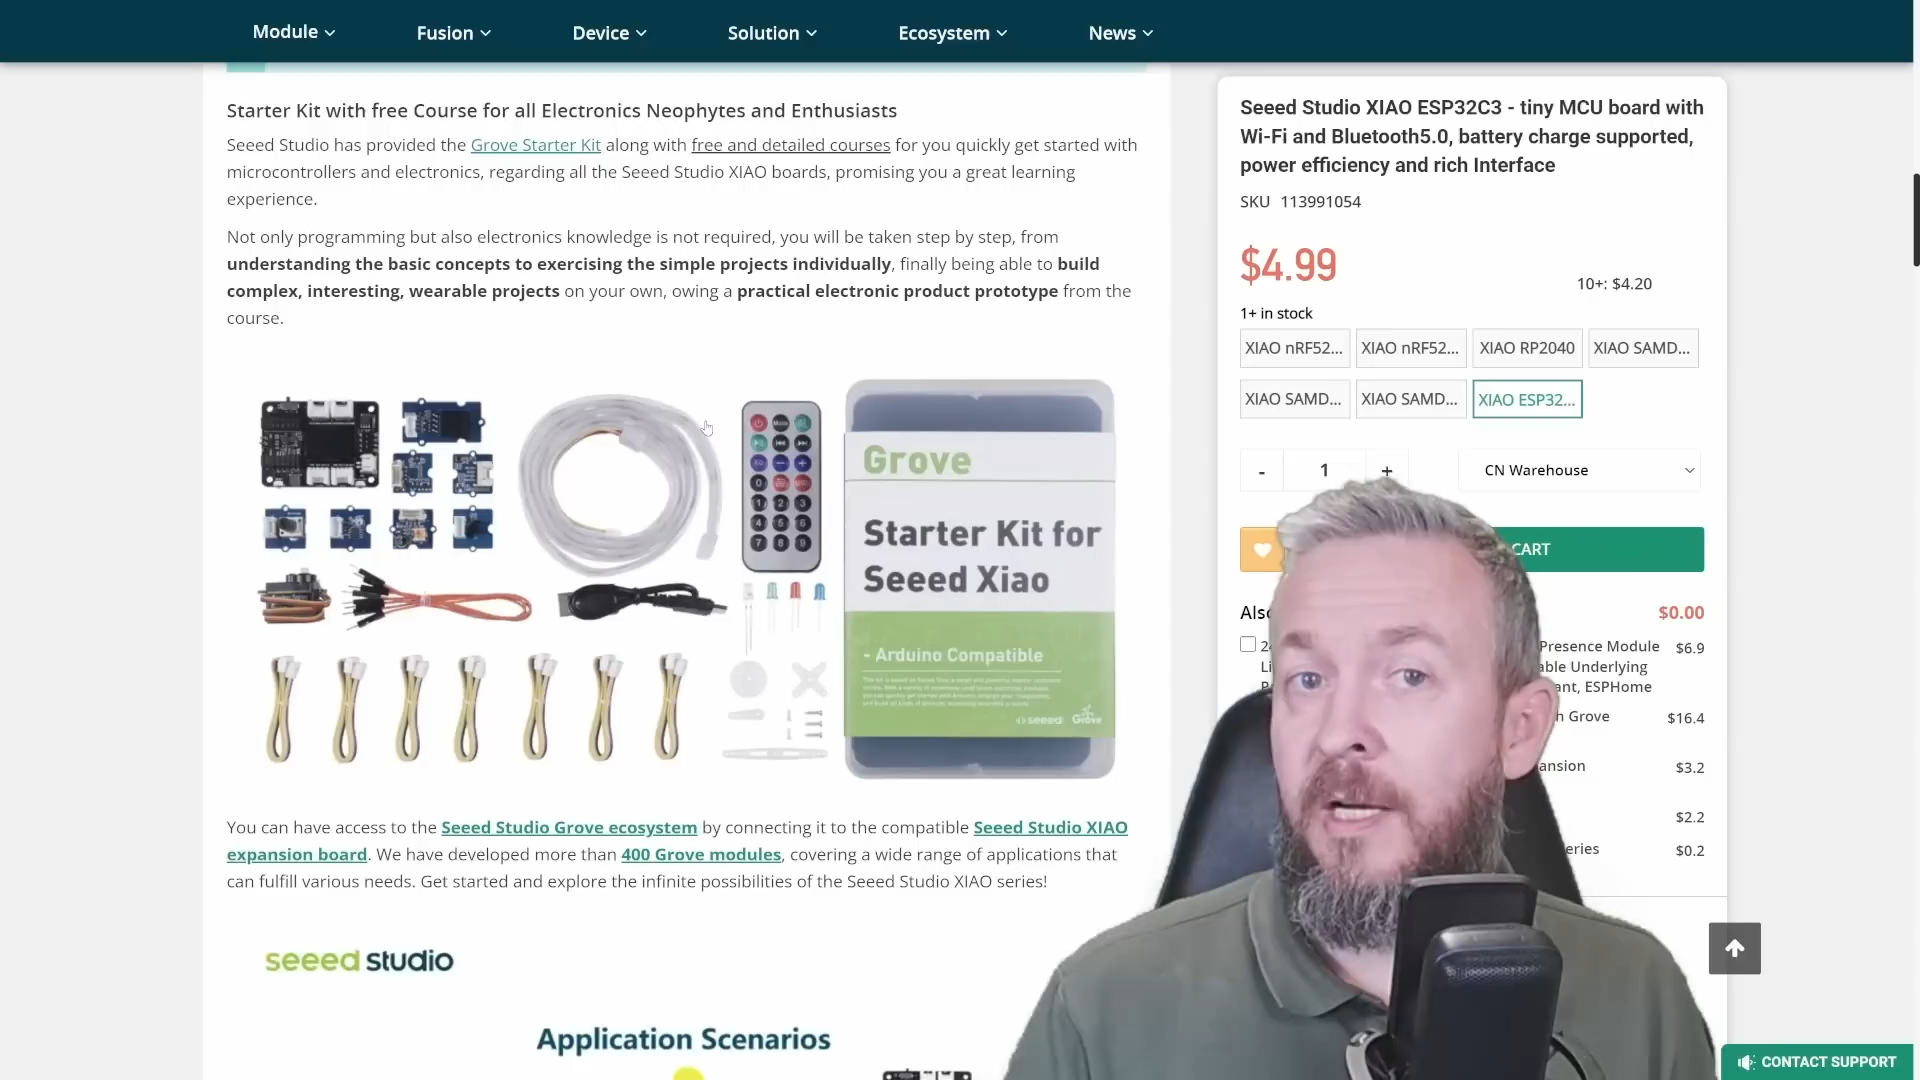 Module
Fusion
Device
Solution
Ecosystem
News
Starter Kit with free Course for all Electronics Neophytes and Enthusiasts
Seeed Studio has provided the Grove Starter Kit along with free and detailed courses for you quickly get started with
microcontrollers and electronics, regarding all the Seeed Studio XIAO boards, promising you a great learning
experience.
Not only programming but also electronics knowledge is not required, you will be taken step by step, from
understanding the basic concepts to exercising the simple projects individually, finally being able to build
complex, interesting, wearable projects on your own, owing a practical electronic product prototype from the
course.
Grove
Starter Kit for
Seeed Xiao
- Arduino Compatible
seeed Grove
You can have access to the Seeed Studio Grove ecosystem by connecting it to the compatible Seeed Studio XIAO
expansion board. We have developed more than 400 Grove modules, covering a wide range of applications that
can fulfill various needs. Get started and explore the infinite possibilities of the Seeed Studio XIAO series!
seeed studio
Application Scenarios
Seeed Studio XIAO ESP32C3 - tiny MCU board with
Wi-Fi and Bluetooth5.0, battery charge supported,
power efficiency and rich Interface
SKU 113991054
$4.99
10+: $4.20
1+ in stock
XIAO nRF52... XIAO nRF52... XIAO RP2040 XIAO SAMD...
XIAO SAMD... XIAO SAMD... XIAO ESP32...
- 1 + CN Warehouse
CART
$0.00
Presence Module $6.9
Underlying
ESPHome
Grove $16.4
$3.2
$2.2
$0.2
CONTACT SUPPORT